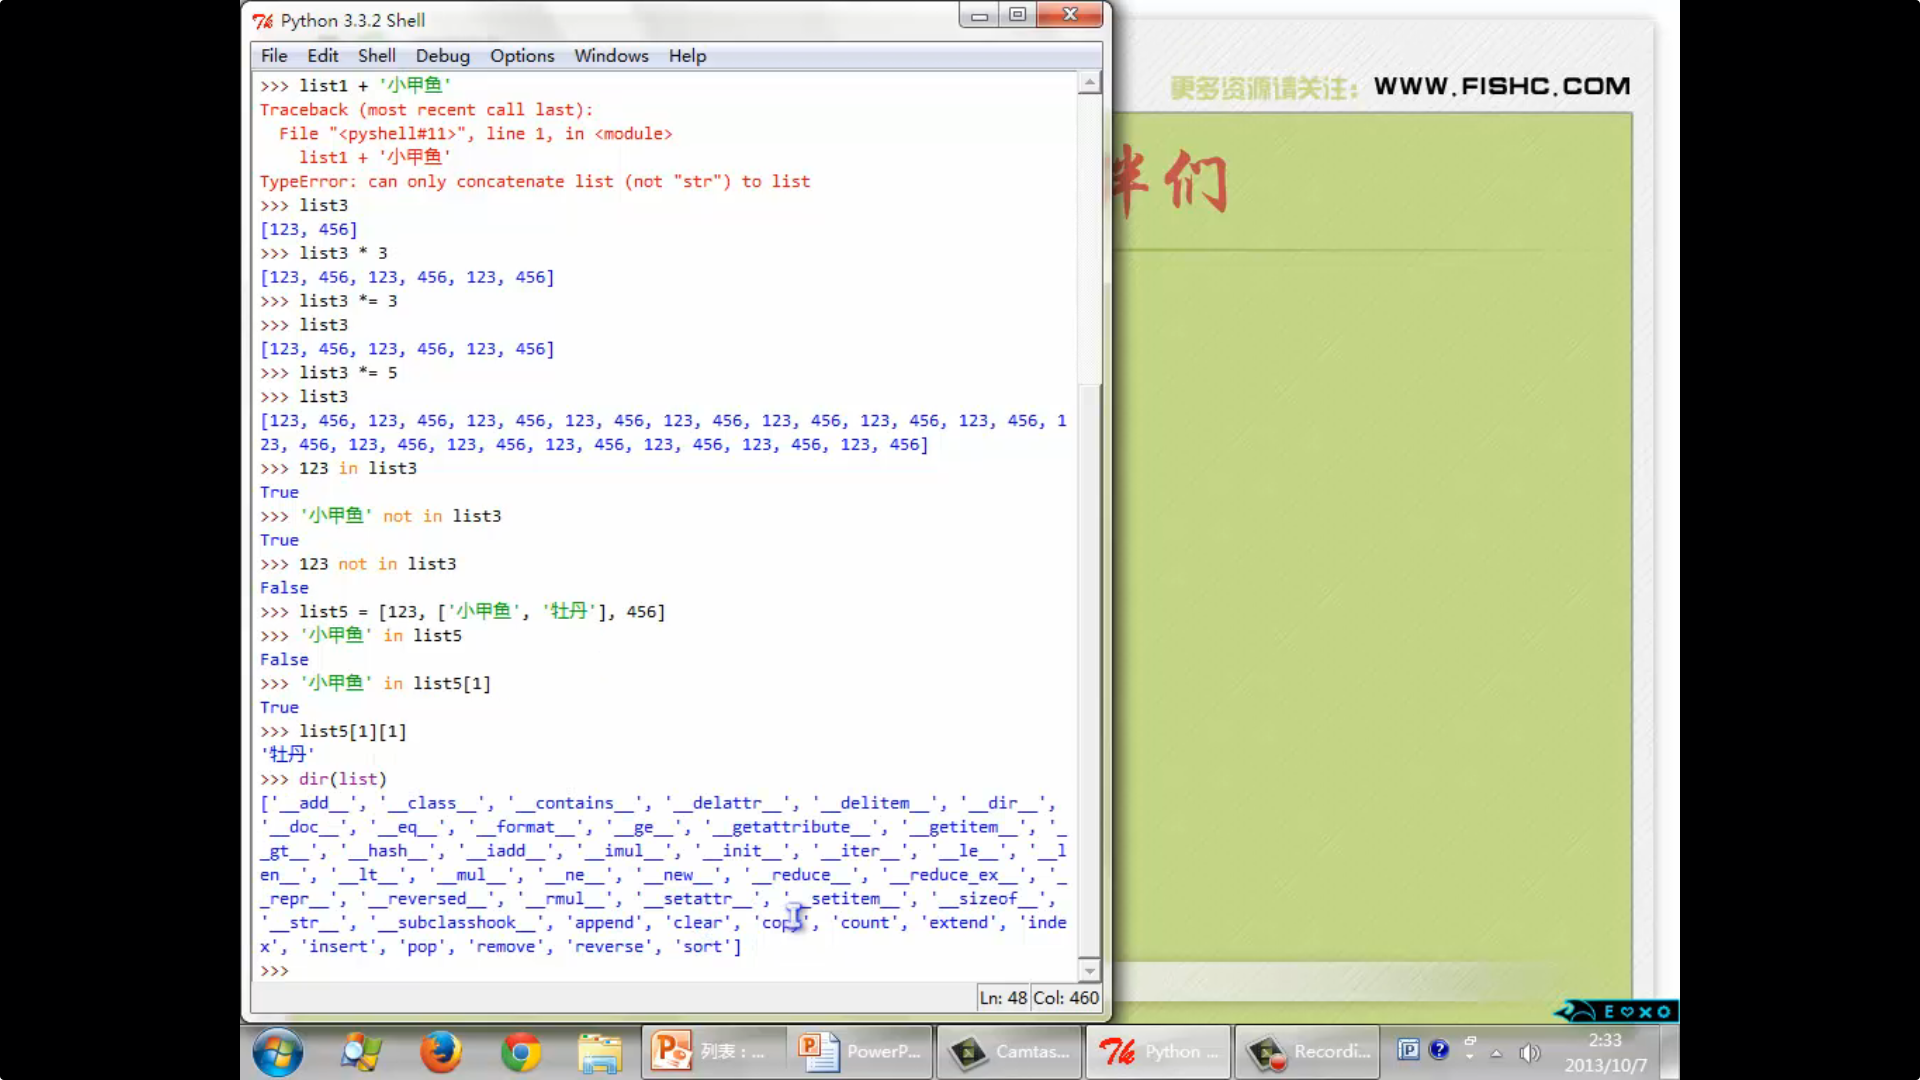 Python 3.3.2 Shell
File Edit Shell Debug Options Windows Help
>>> list1 + '小甲鱼'
Traceback (most recent call last):
  File "<pyshell#11>", line 1, in <module>
    list1 + '小甲鱼'
TypeError: can only concatenate list (not "str") to list
>>> list3
[123, 456]
>>> list3 * 3
[123, 456, 123, 456, 123, 456]
>>> list3 *= 3
>>> list3
[123, 456, 123, 456, 123, 456]
>>> list3 *= 5
>>> list3
[123, 456, 123, 456, 123, 456, 123, 456, 123, 456, 123, 456, 123, 456, 123, 456, 1
23, 456, 123, 456, 123, 456, 123, 456, 123, 456, 123, 456, 123, 456]
>>> 123 in list3
True
>>> '小甲鱼' not in list3
True
>>> 123 not in list3
False
>>> list5 = [123, ['小甲鱼', '牡丹'], 456]
>>> '小甲鱼' in list5
False
>>> '小甲鱼' in list5[1]
True
>>> list5[1][1]
'牡丹'
>>> dir(list)
['__add__', '__class__', '__contains__', '__delattr__', '__delitem__', '__dir__',
'__doc__', '__eq__', '__format__', '__ge__', '__getattribute__', '__getitem__', '_
_gt__', '__hash__', '__iadd__', '__imul__', '__init__', '__iter__', '__le__', '__l
en__', '__lt__', '__mul__', '__ne__', '__new__', '__reduce__', '__reduce_ex__', '_
_repr__', '__reversed__', '__rmul__', '__setattr__', '__setitem__', '__sizeof__',
'__str__', '__subclasshook__', 'append', 'clear', 'copy', 'count', 'extend', 'inde
x', 'insert', 'pop', 'remove', 'reverse', 'sort']
>>>
Ln: 48 Col: 460
更多资源请关注： WWW.FISHC.COM
伴们
列表：... PowerP... Camtas... Python ... Recordi...
2:33
2013/10/7